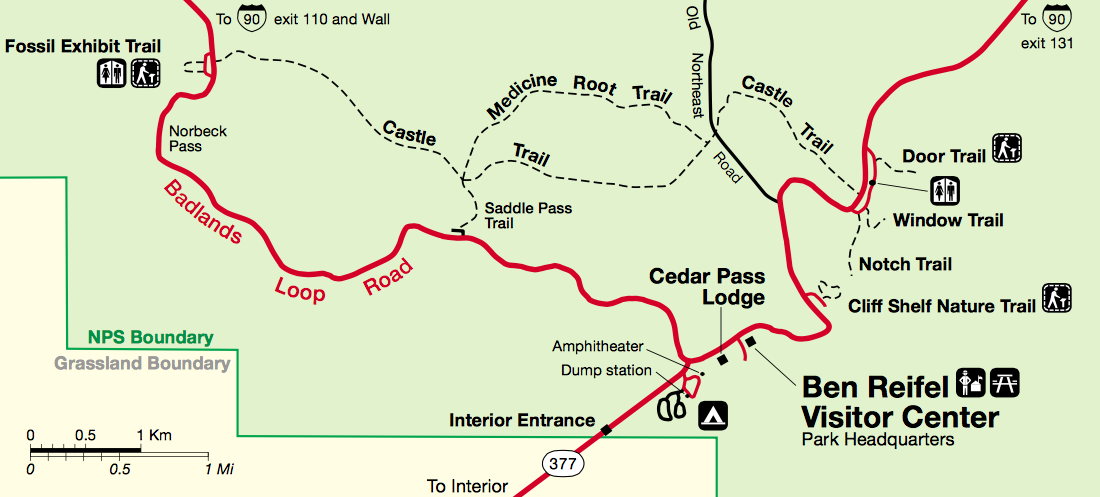 To 90 exit 110 and Wall
To 90
exit 131
Fossil Exhibit Trail
Old
Northeast
Road
Medicine Root Trail
Castle
Trail
Castle
Trail
Norbeck
Pass
Door Trail
Badlands
Loop
Road
Saddle Pass
Trail
Window Trail
Notch Trail
Cedar Pass
Lodge
Cliff Shelf Nature Trail
NPS Boundary
Grassland Boundary
Amphitheater
Dump station
Ben Reifel
Visitor Center
Park Headquarters
Interior Entrance
0 0.5 1 Km
0 0.5 1 Mi
377
To Interior